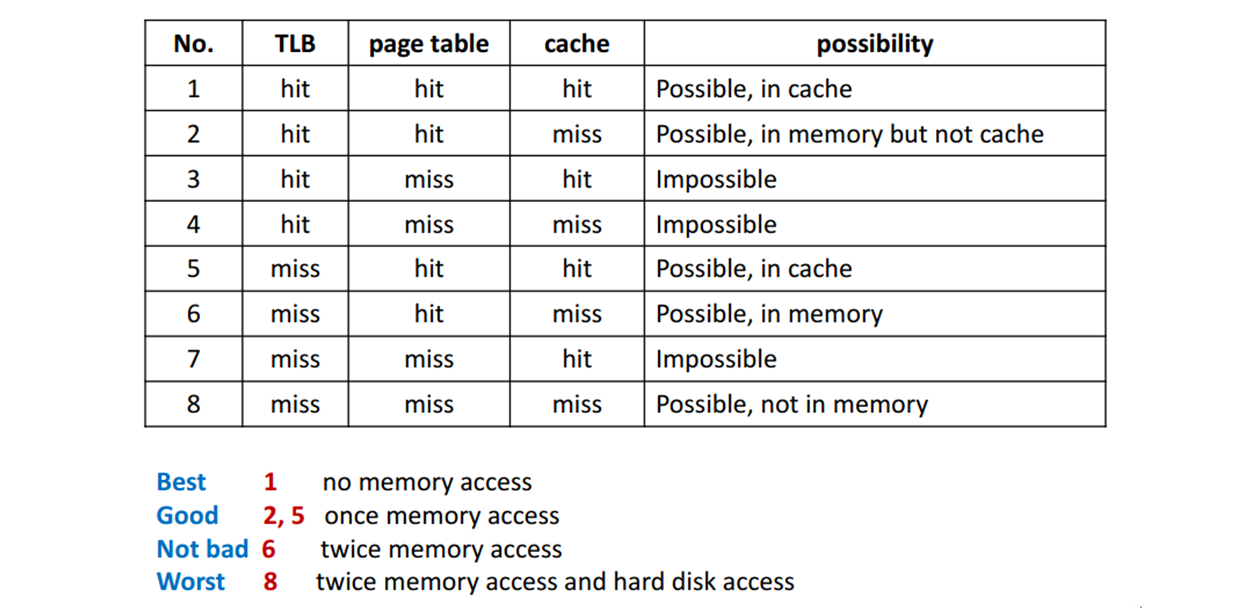 No. TLB page table cache possibility
1 hit hit hit Possible, in cache
2 hit hit miss Possible, in memory but not cache
3 hit miss hit Impossible
4 hit miss miss Impossible
5 miss hit hit Possible, in cache
6 miss hit miss Possible, in memory
7 miss miss hit Impossible
8 miss miss miss Possible, not in memory
Best 1 no memory access
Good 2, 5 once memory access
Not bad 6 twice memory access
Worst 8 twice memory access and hard disk access